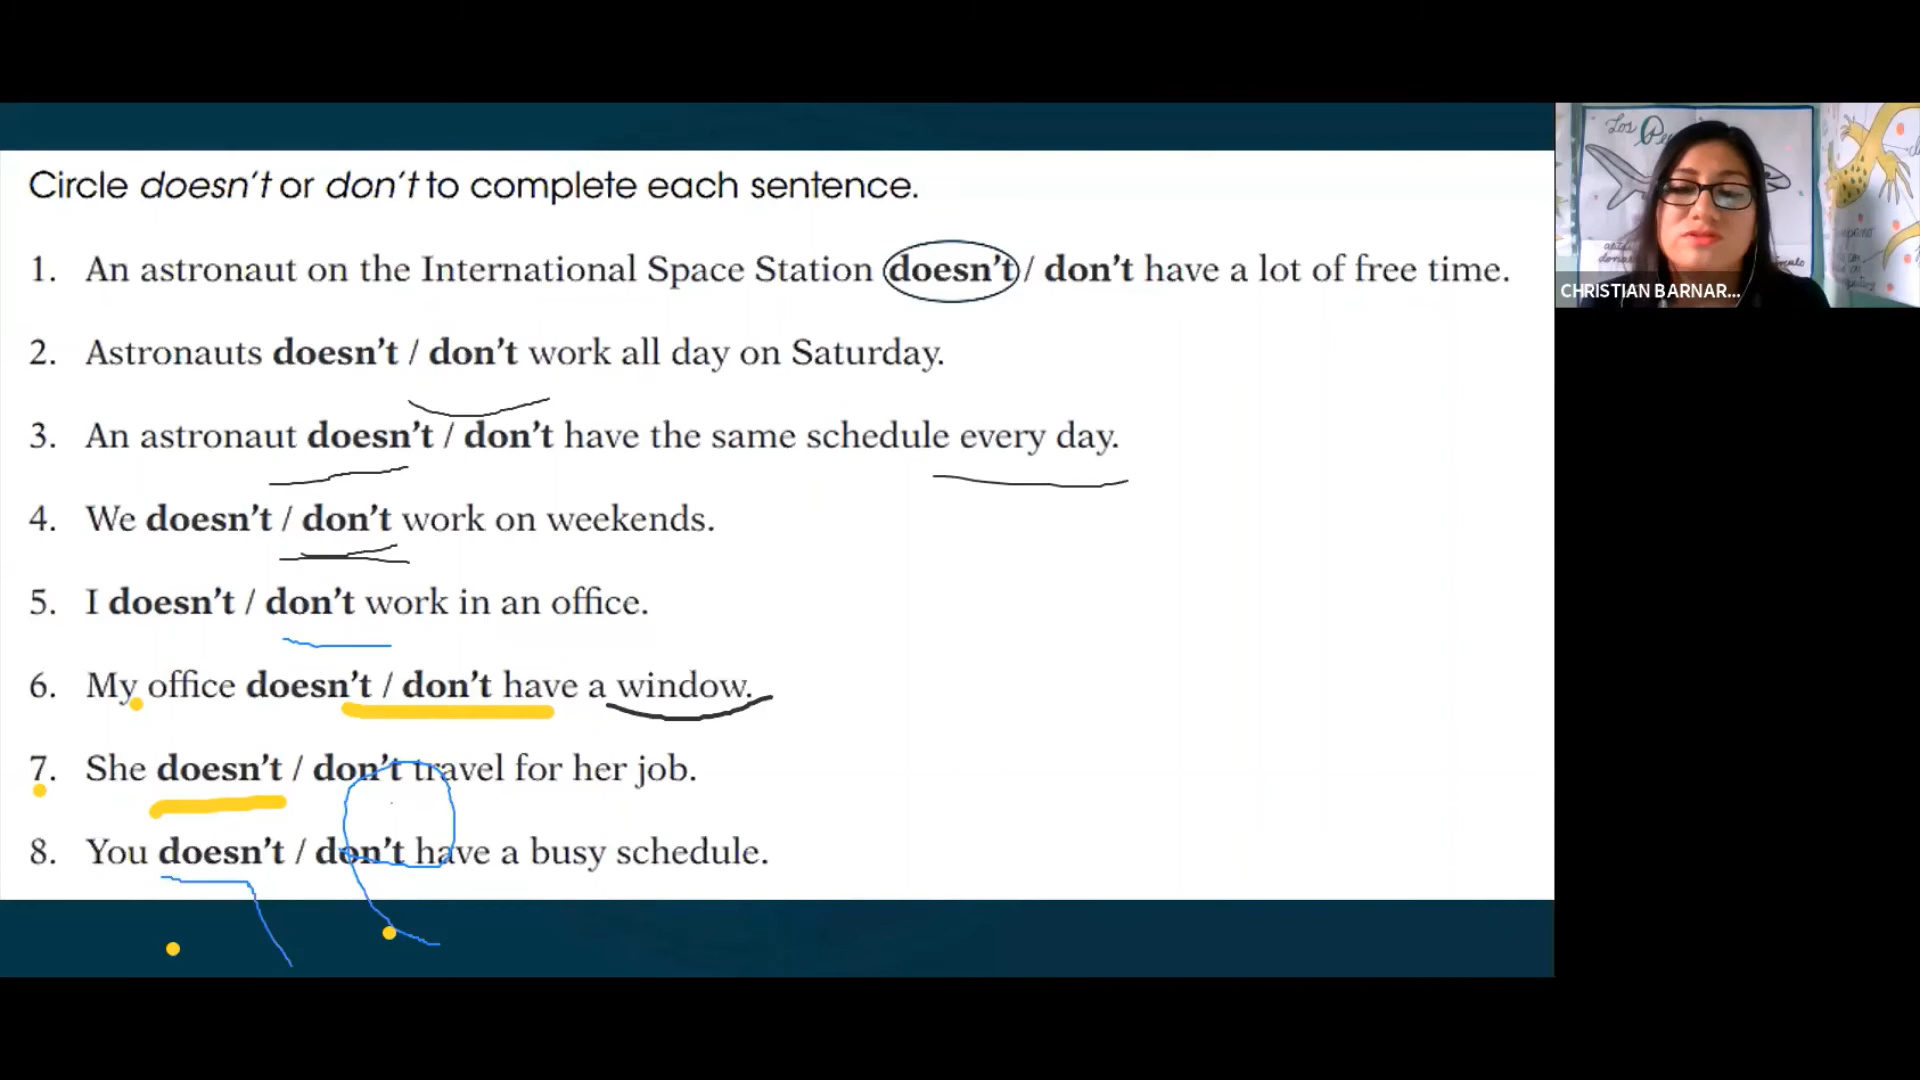 Circle doesn't or don't to complete each sentence.
1. An astronaut on the International Space Station doesn't / don't have a lot of free time.
2. Astronauts doesn't / don't work all day on Saturday.
3. An astronaut doesn't / don't have the same schedule every day.
4. We doesn't / don't work on weekends.
5. I doesn't / don't work in an office.
6. My office doesn't / don't have a window.
7. She doesn't / don't travel for her job.
8. You doesn't / don't have a busy schedule.
Los
CHRISTIAN BARNAR...